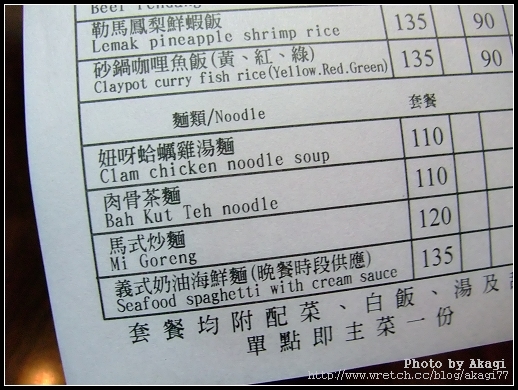 Beef rendang
勒馬鳳梨鮮蝦飯 135 90
Lemak pineapple shrimp rice
砂鍋咖哩魚飯(黃、紅、綠) 135 90
Claypot curry fish rice(Yellow.Red.Green)
麵類/Noodle 套餐
妞呀蛤蠣雞湯麵 110
Clam chicken noodle soup
肉骨茶麵 110
Bah Kut Teh noodle
馬式炒麵 120
Mi Goreng
義式奶油海鮮麵(晚餐時段供應) 135
Seafood spaghetti with cream sauce
套餐均附配菜、白飯、湯及
單點即主菜一份
Photo by Akagi
http://www.wretch.cc/blog/akagi77